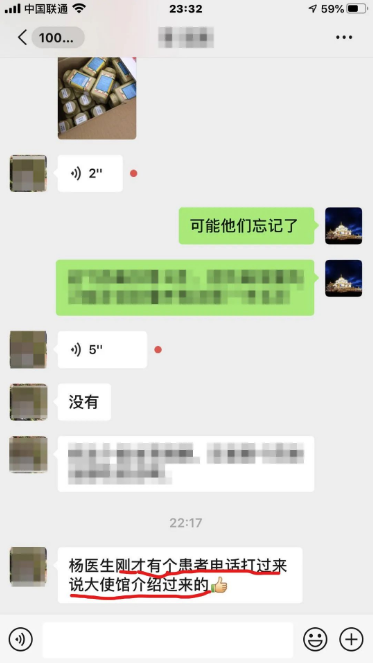 中国联通
23:32
59%
100...
2"
可能他们忘记了
5"
没有
22:17
杨医生刚才有个患者电话打过来
说大使馆介绍过来的👍